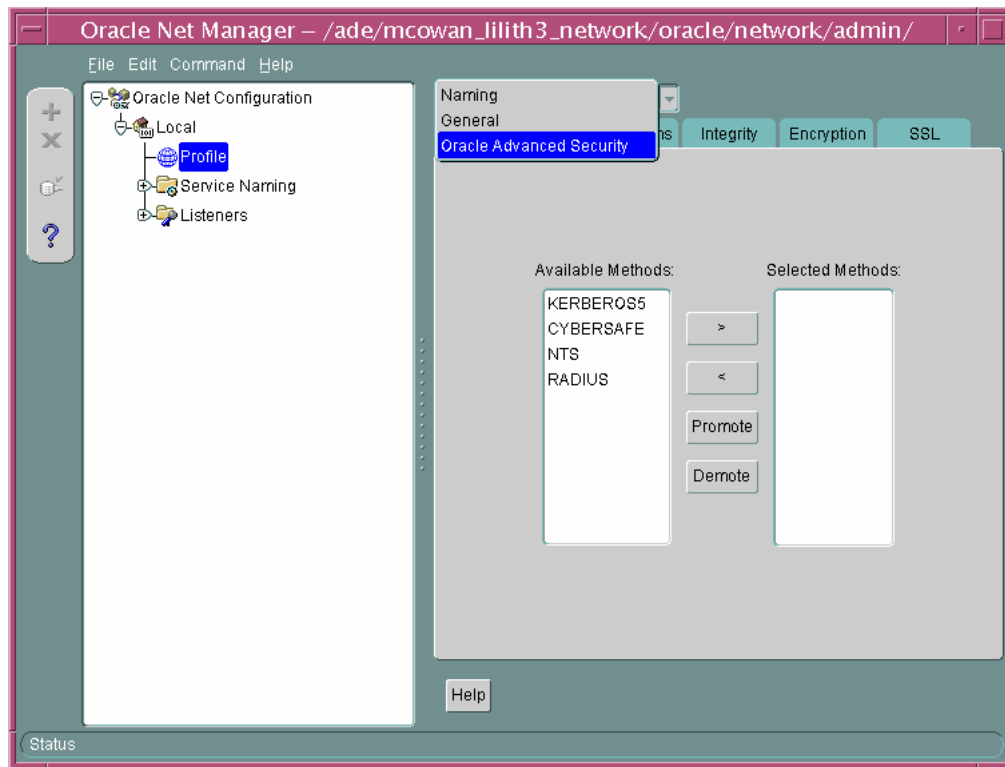 Oracle Net Manager – /ade/mcowan_lilith3_network/oracle/network/admin/
File Edit Command Help
Oracle Net Configuration
Local
Profile
Service Naming
Listeners
Naming
General
Oracle Advanced Security
Integrity
Encryption
SSL
Available Methods:
Selected Methods:
KERBEROS5
CYBERSAFE
NTS
RADIUS
>
<
Promote
Demote
Help
Status